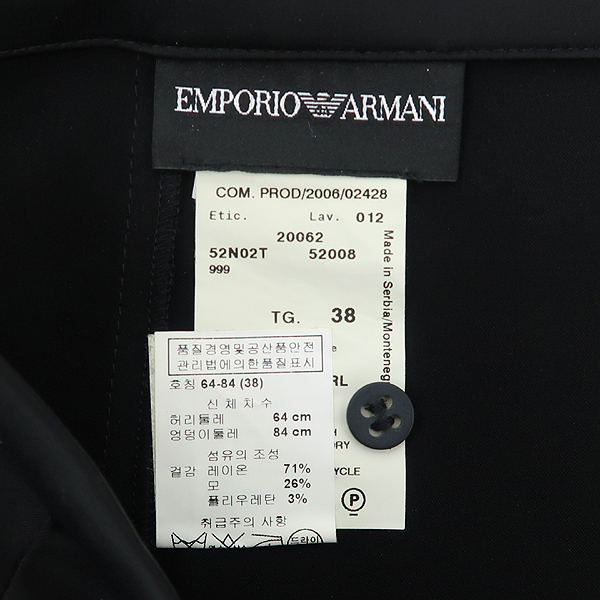 EMPORIO ARMANI
COM. PROD/2006/02428
Etic. Lav. 012
20062
52N02T 52008
999
TG. 38
Made in Serbia/Monteneg
RL
품질경영및공산품안전
관리법에의한품질표시
호칭 64-84 (38)
신 체 치 수
허리둘레 64 cm
엉덩이둘레 84 cm
섬유의 조성
겉감 레이온 71%
모 26%
폴리우레탄 3%
취급주의 사항
드라이
RY
YCLE
P